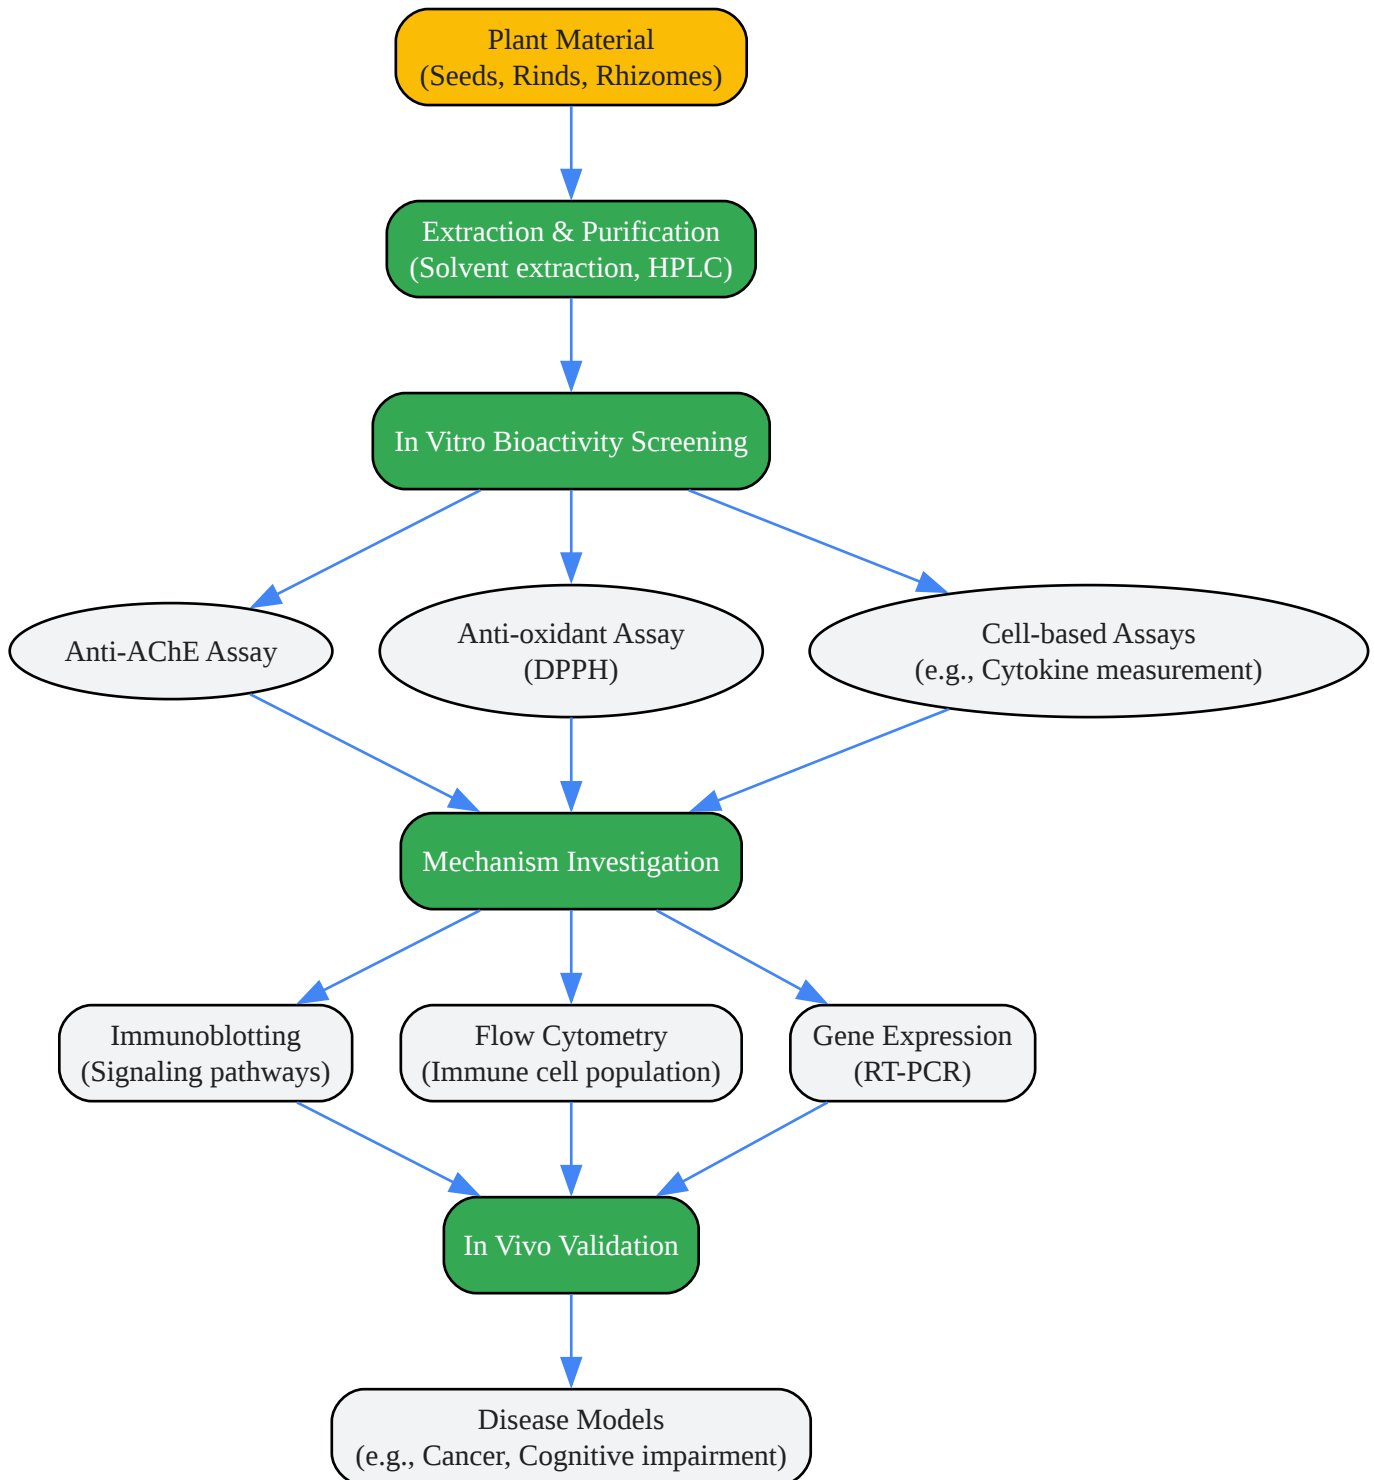 Plant Material
(Seeds, Rinds, Rhizomes)
Extraction & Purification
(Solvent extraction, HPLC)
In Vitro Bioactivity Screening
Anti-AChE Assay
Anti-oxidant Assay
(DPPH)
Cell-based Assays
(e.g., Cytokine measurement)
Mechanism Investigation
Immunoblotting
(Signaling pathways)
Flow Cytometry
(Immune cell population)
Gene Expression
(RT-PCR)
In Vivo Validation
Disease Models
(e.g., Cancer, Cognitive impairment)